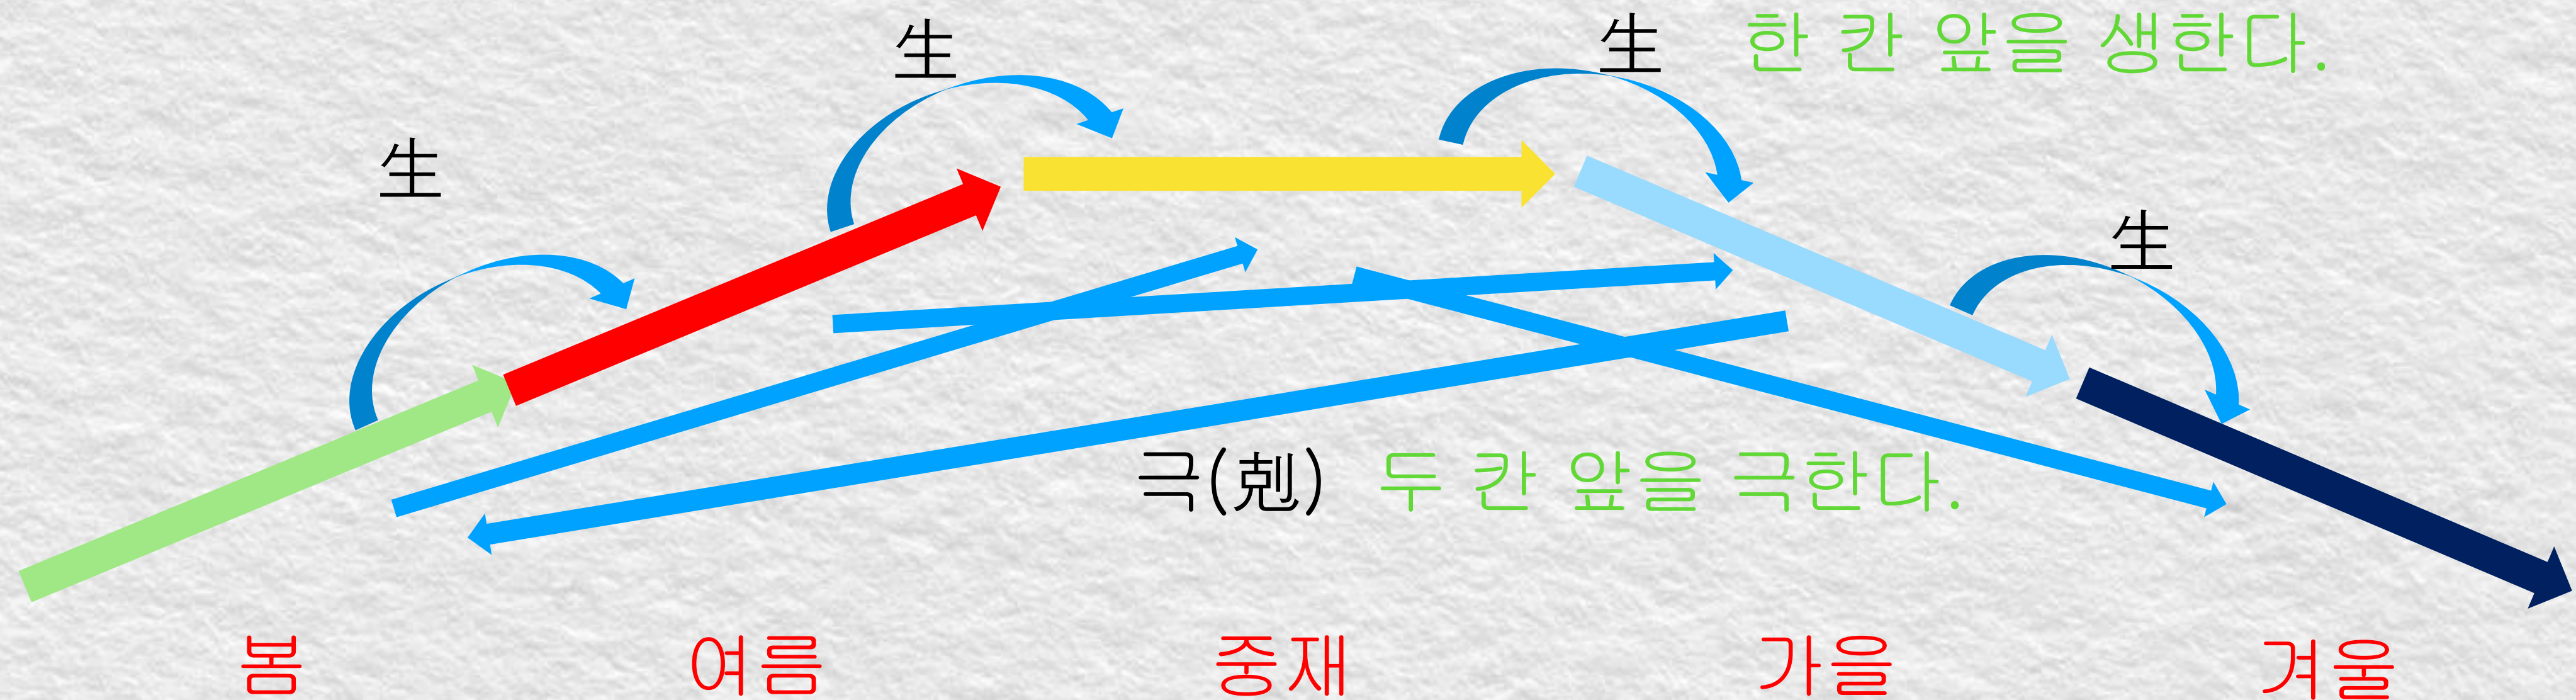 生 한 칸 앞을 생한다.
生
生
生
극(剋) 두 칸 앞을 극한다.
봄 여름 중재 가을 겨울